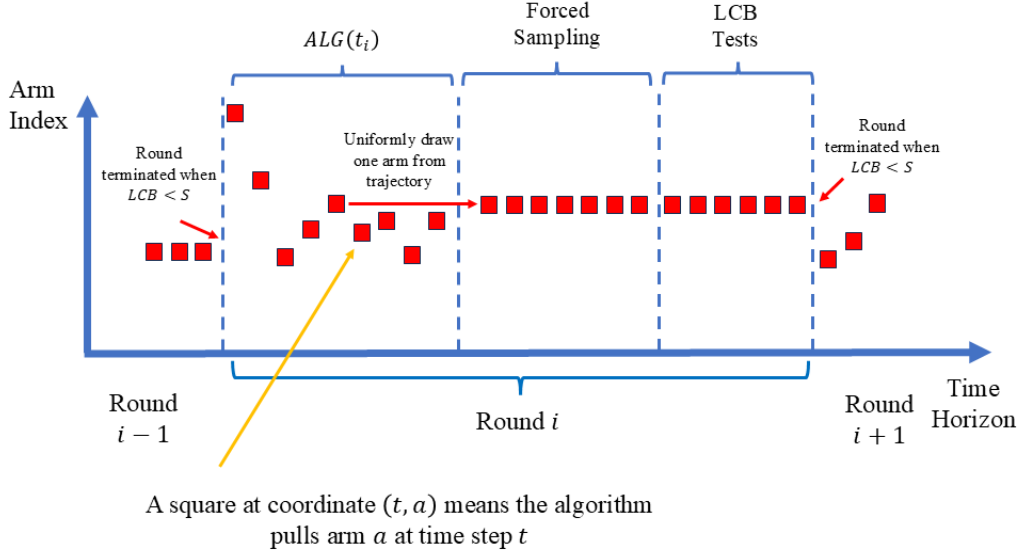 ALG(t_i)
Forced
Sampling
LCB
Tests
Arm
Index
Round
terminated when
LCB < S
Uniformly draw
one arm from
trajectory
Round
terminated when
LCB < S
Round
i − 1
Round i
Round
i + 1
Time
Horizon
A square at coordinate (t, a) means the algorithm
pulls arm a at time step t